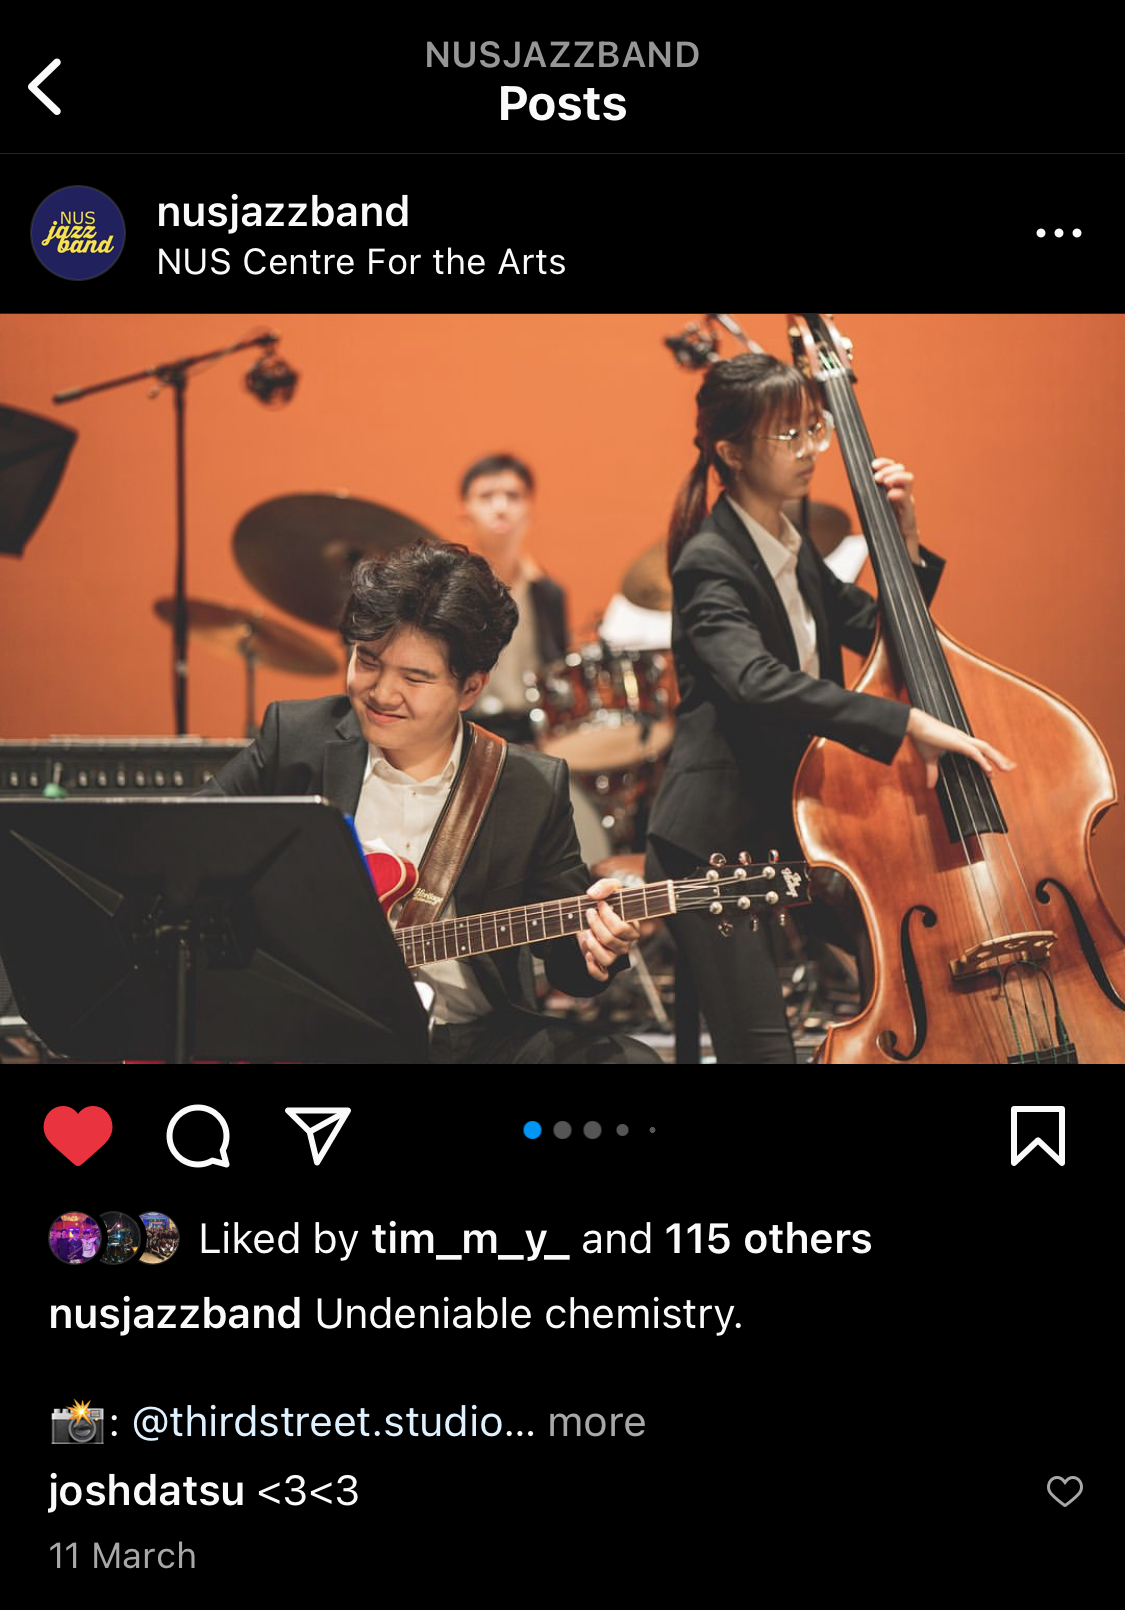 NUSJAZZBAND
Posts
NUS
jazz
band
nusjazzband
NUS Centre For the Arts
Heritage
Liked by tim_m_y_ and 115 others
nusjazzband Undeniable chemistry.
📸: @thirdstreet.studio... more
joshdatsu <3<3
11 March